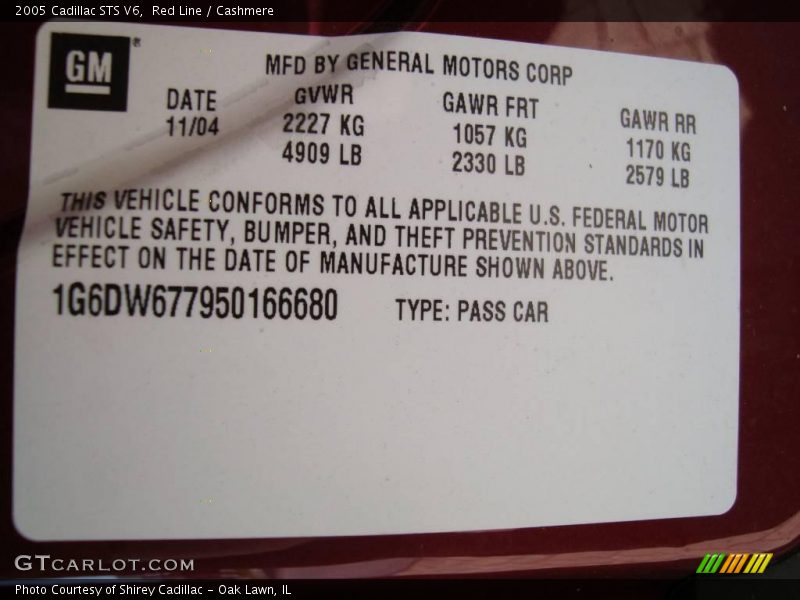 2005 Cadillac STS V6, Red Line / Cashmere
GM
MFD BY GENERAL MOTORS CORP
DATE GVWR GAWR FRT GAWR RR
11/04 2227 KG 1057 KG 1170 KG
4909 LB 2330 LB 2579 LB
THIS VEHICLE CONFORMS TO ALL APPLICABLE U.S. FEDERAL MOTOR
VEHICLE SAFETY, BUMPER, AND THEFT PREVENTION STANDARDS IN
EFFECT ON THE DATE OF MANUFACTURE SHOWN ABOVE.
1G6DW677950166680 TYPE: PASS CAR
GTCARLOT.COM
Photo Courtesy of Shirey Cadillac - Oak Lawn, IL